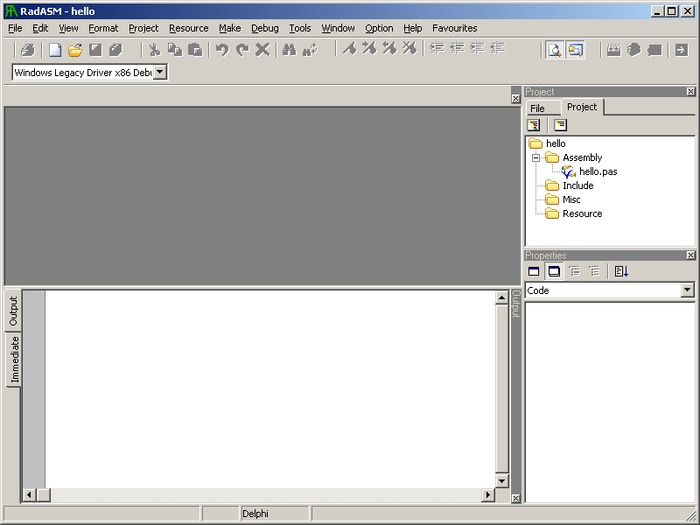 RadASM - hello
File Edit View Format Project Resource Make Debug Tools Window Option Help Favourites
Windows Legacy Driver x86 Debu
Project
File Project
hello
Assembly
hello.pas
Include
Misc
Resource
Properties
Code
Output
Immediate
Output
Delphi